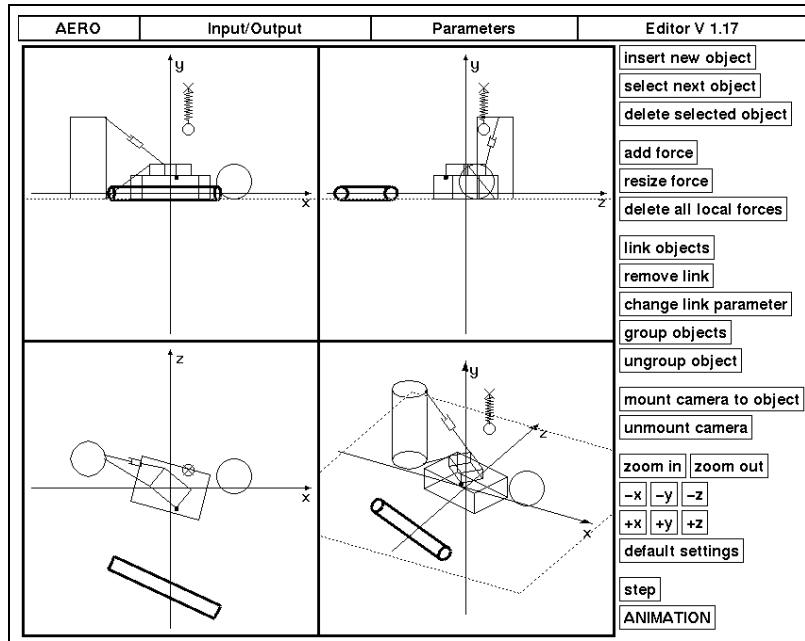 AERO Input/Output Parameters Editor V 1.17
insert new object
select next object
delete selected object
add force
resize force
delete all local forces
link objects
remove link
change link parameter
group objects
ungroup object
mount camera to object
unmount camera
zoom in zoom out
−x −y −z
+x +y +z
default settings
step
ANIMATION
y
x
y
z
z
x
y
z
x